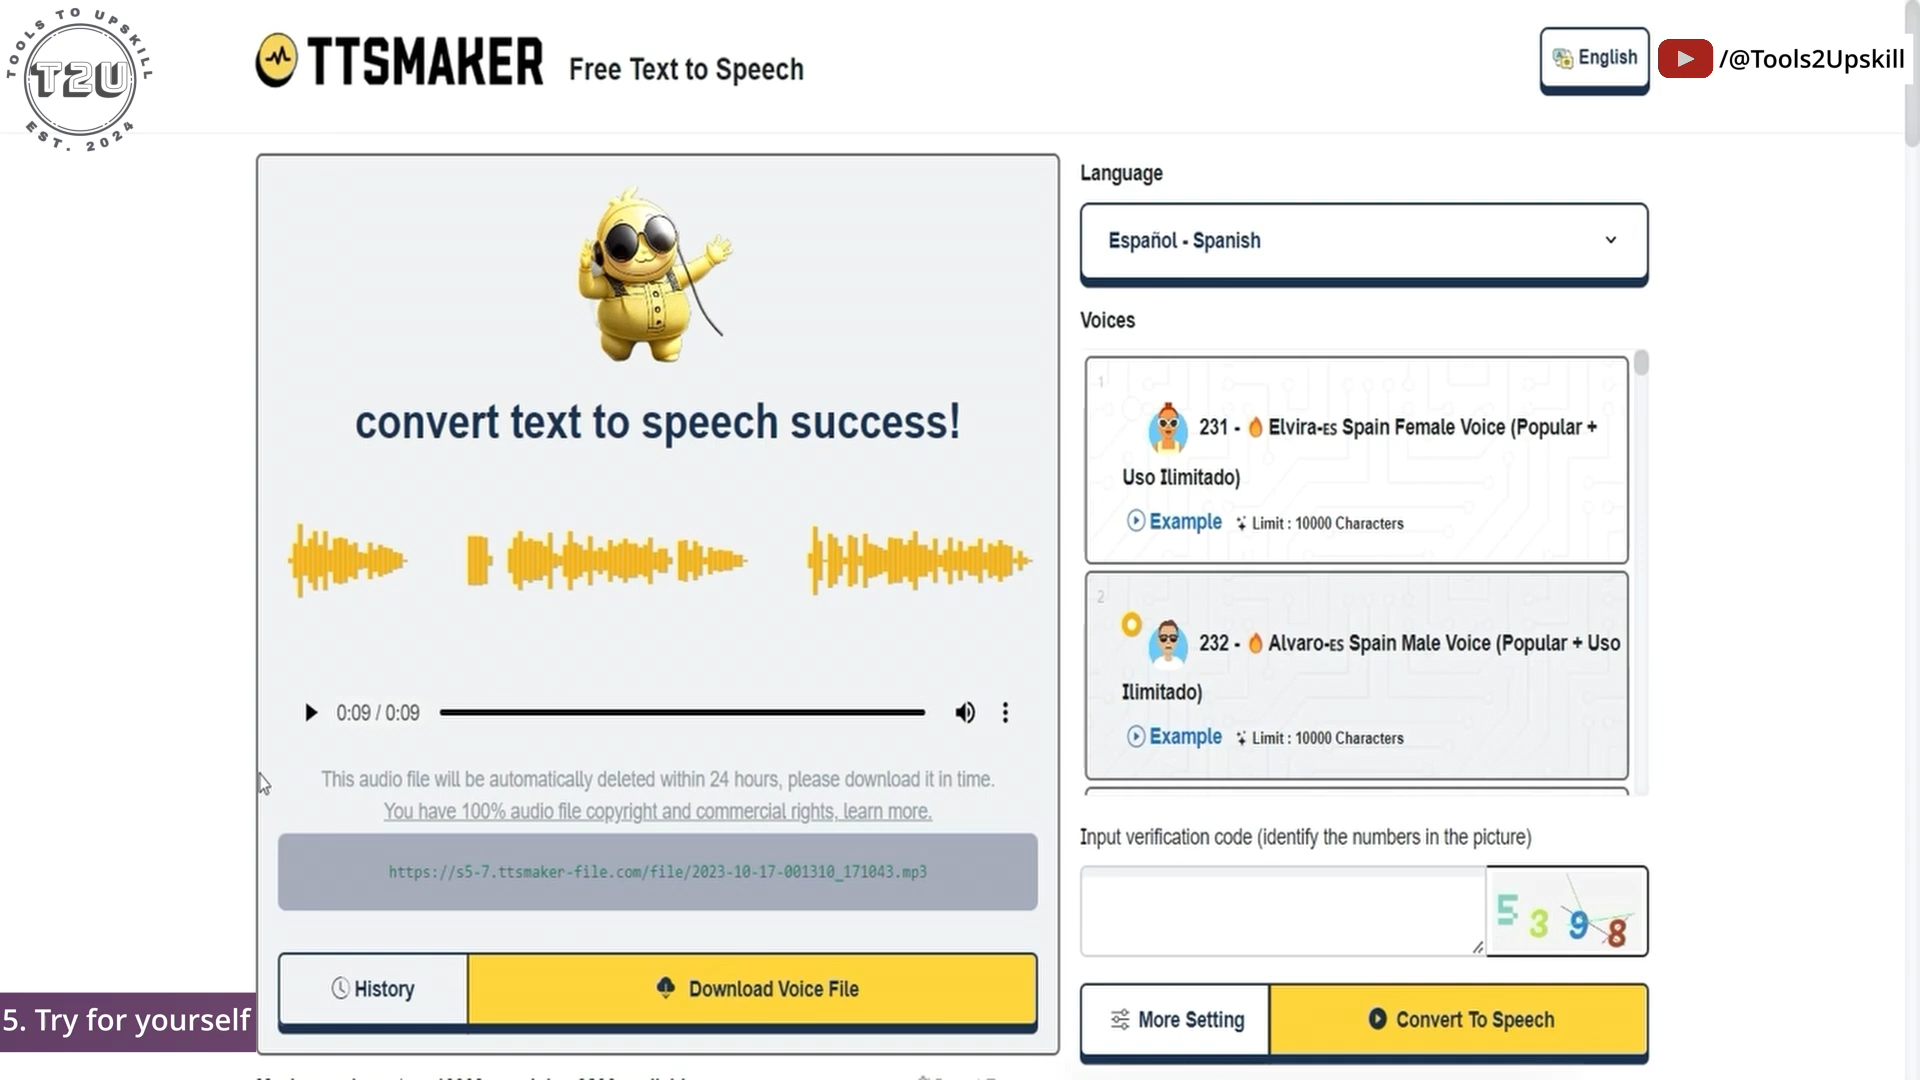 TOOLS TO UPSKILL
T2U
EST. 2024
TTSMAKER
Free Text to Speech
English
/@Tools2Upskill
convert text to speech success!
0:09 / 0:09
This audio file will be automatically deleted within 24 hours, please download it in time.
You have 100% audio file copyright and commercial rights, learn more.
https://s5-7.ttsmaker-file.com/file/2023-10-17-001310_171043.mp3
History
Download Voice File
Language
Español - Spanish
Voices
1
231 - Elvira-ES Spain Female Voice (Popular +
Uso Ilimitado)
Example Limit : 10000 Characters
2
232 - Alvaro-ES Spain Male Voice (Popular + Uso
Ilimitado)
Example Limit : 10000 Characters
Input verification code (identify the numbers in the picture)
5 3 9 8
More Setting
Convert To Speech
5. Try for yourself